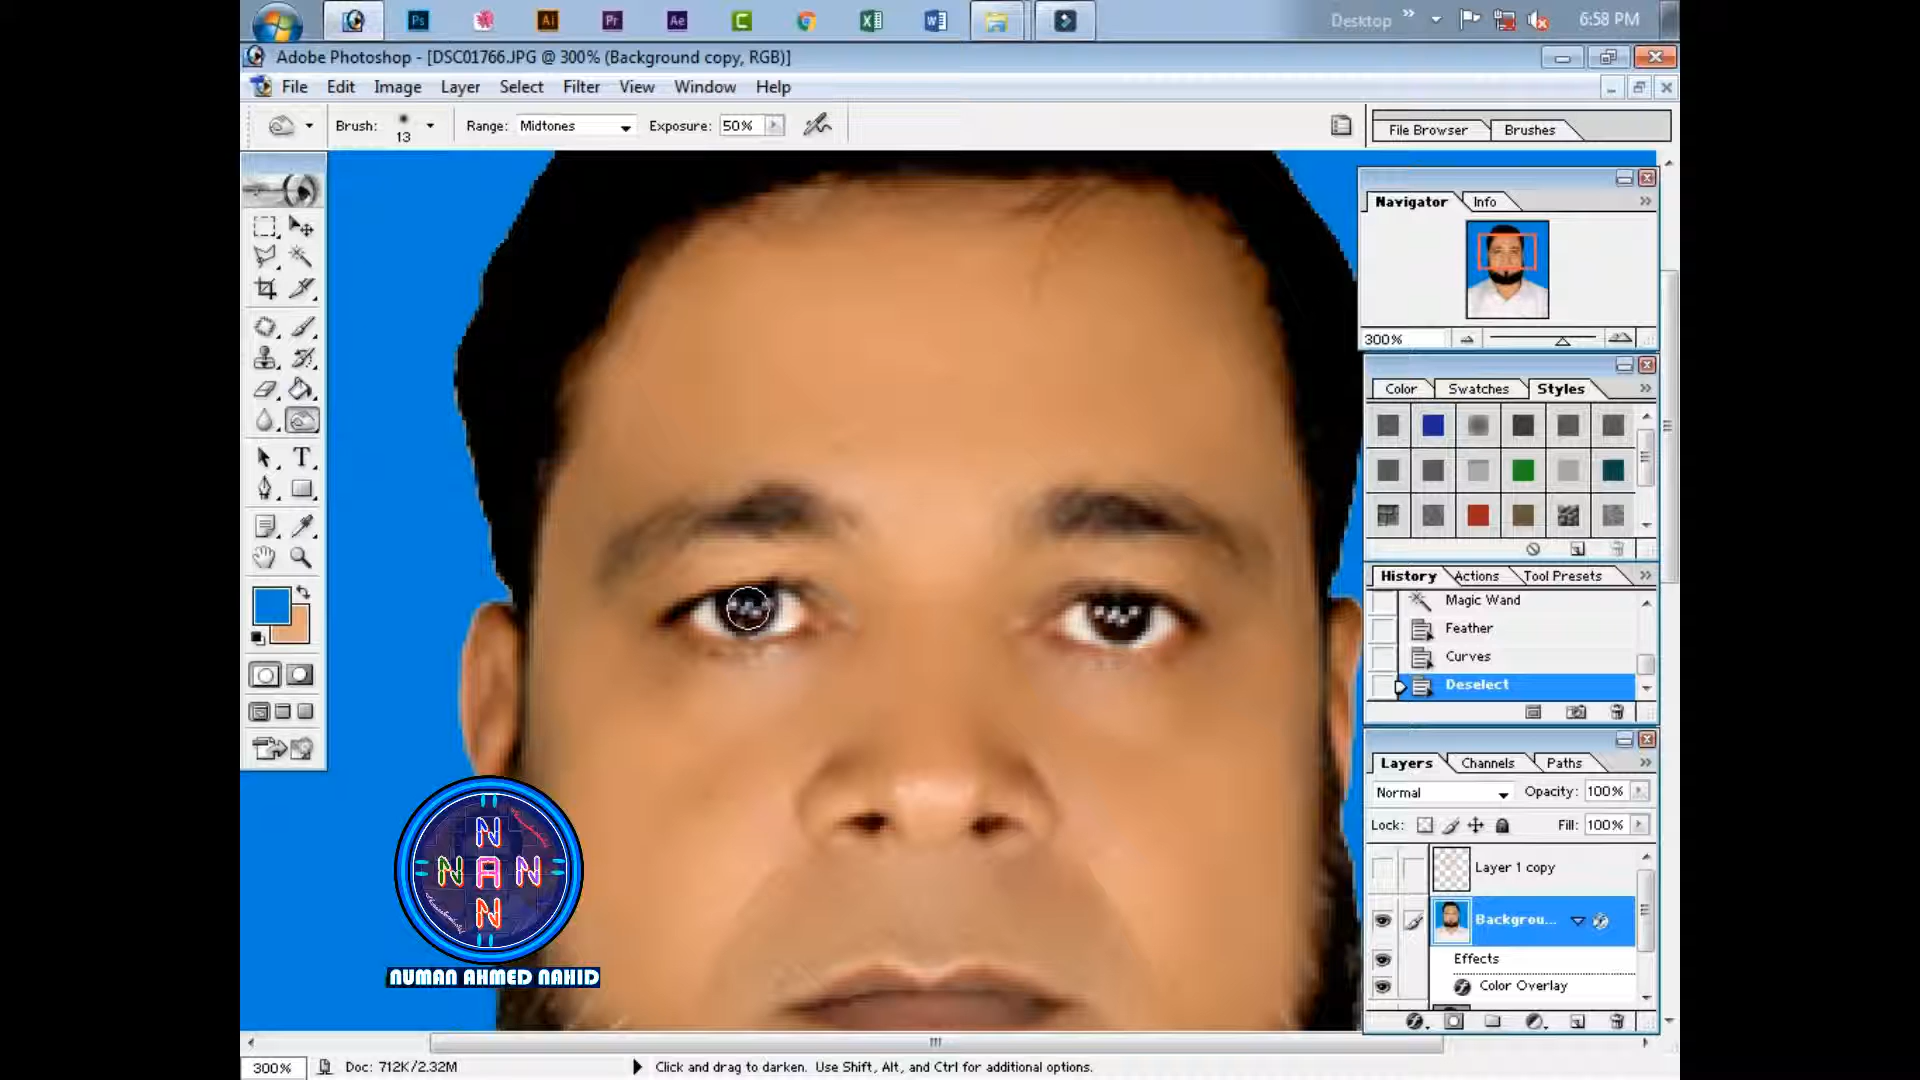 Ps Ai Pr Ae C Desktop » 6:58 PM
Adobe Photoshop - [DSC01766.JPG @ 300% (Background copy, RGB)]
File Edit Image Layer Select Filter View Window Help
Brush: 13 Range: Midtones Exposure: 50% File Browser Brushes
Navigator Info
300%
Color Swatches Styles
History Actions Tool Presets
Magic Wand
Feather
Curves
Deselect
Layers Channels Paths
Normal Opacity: 100%
Lock: Fill: 100%
Layer 1 copy
Backgrou...
Effects
Color Overlay
N
N A N
N
NUMAN AHMED NAHID
300% Doc: 712K/2.32M Click and drag to darken. Use Shift, Alt, and Ctrl for additional options.